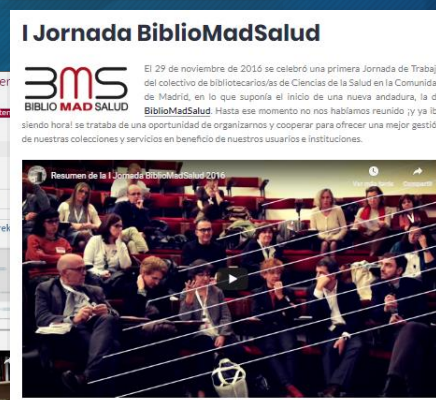 I Jornada BiblioMadSalud
BMS
BIBLIO MAD SALUD
El 29 de noviembre de 2016 se celebró una primera Jornada de Trabaj
del colectivo de bibliotecarios/as de Ciencias de la Salud en la Comunida
de Madrid, en lo que suponía el inicio de una nueva andadura, la d
BiblioMadSalud. Hasta ese momento no nos habíamos reunido ¡y ya ib
siendo hora! se trataba de una oportunidad de organizarnos y cooperar para ofrecer una mejor gestió
de nuestras colecciones y servicios en beneficio de nuestros usuarios e instituciones.
Resumen de la I Jornada BiblioMadSalud 2016
Ver más tarde
Compartir